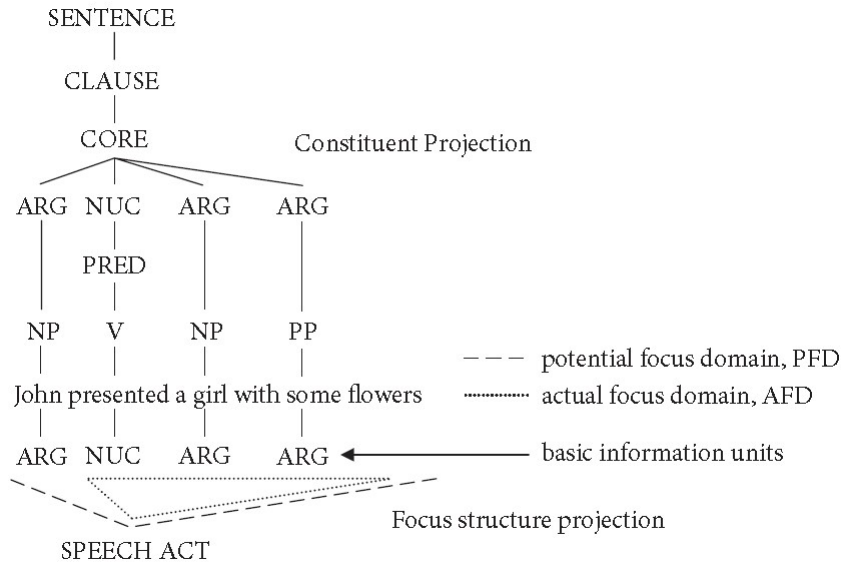 SENTENCE
CLAUSE
CORE
Constituent Projection
ARG NUC ARG ARG
PRED
NP V NP PP
potential focus domain, PFD
John presented a girl with some flowers
actual focus domain, AFD
ARG NUC ARG ARG
basic information units
Focus structure projection
SPEECH ACT